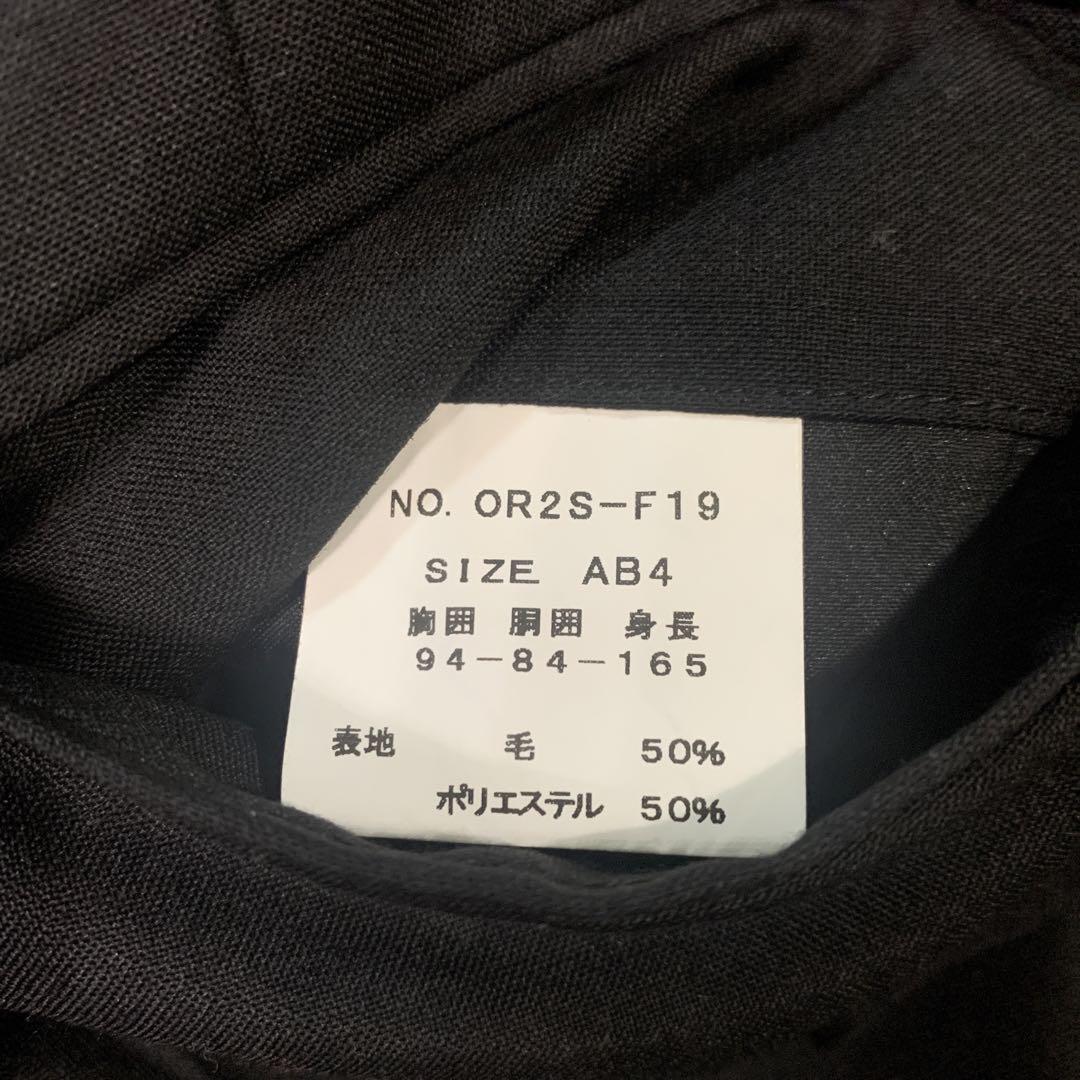 NO. OR2S-F19
SIZE AB4
胸囲 胴囲 身長
94-84-165
表地 毛 50%
ポリエステル 50%